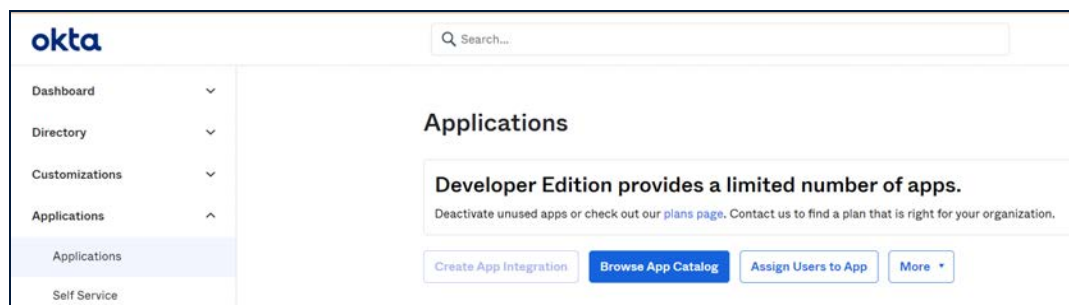 okta
Search...
Dashboard
Directory
Customizations
Applications
Applications
Self Service
Applications
Developer Edition provides a limited number of apps.
Deactivate unused apps or check out our plans page. Contact us to find a plan that is right for your organization.
Create App Integration
Browse App Catalog
Assign Users to App
More